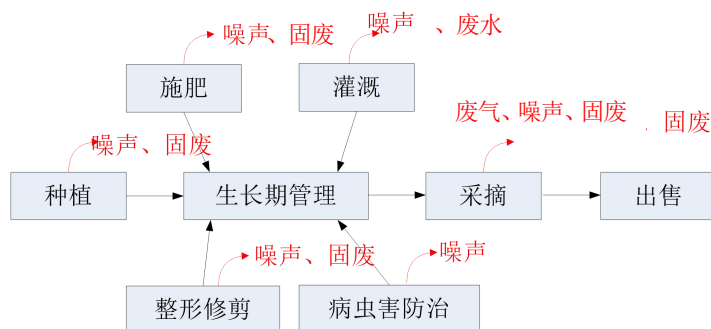 噪声、固废
噪声 、废水
施肥
灌溉
废气、噪声、固废 . 固废
噪声、固废
种植
生长期管理
采摘
出售
噪声、固废
噪声
整形修剪
病虫害防治